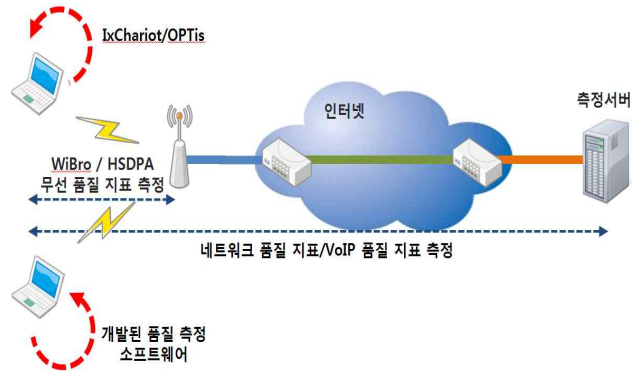 IxChariot/OPTis
인터넷
측정서버
WiBro / HSDPA
무선 품질 지표 측정
네트워크 품질 지표/VoIP 품질 지표 측정
개발된 품질 측정
소프트웨어